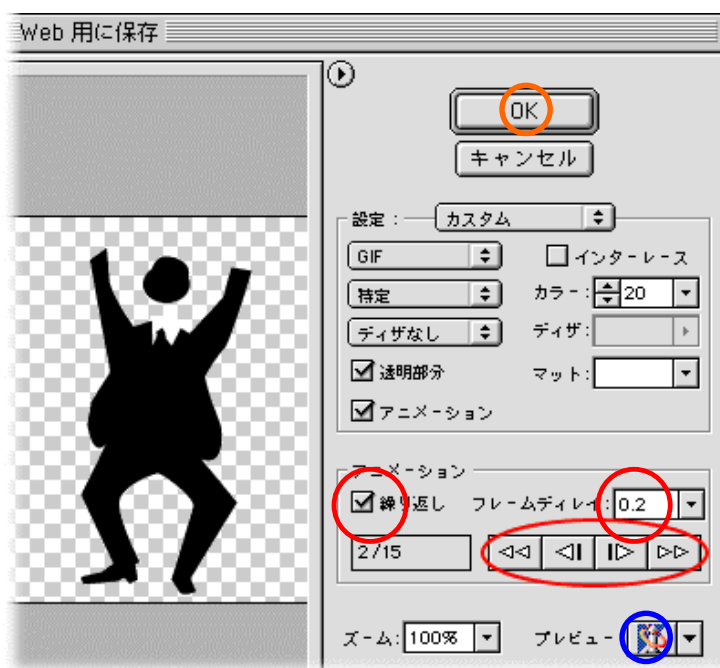 Web 用に保存
OK
キャンセル
設定： カスタム
GIF インターレース
特定 カラー： 20
ディザなし ディザ：
透明部分 マット：
アニメーション
アニメーション
繰り返し フレームディレイ： 0.2
2/15
ズーム： 100% プレビュー